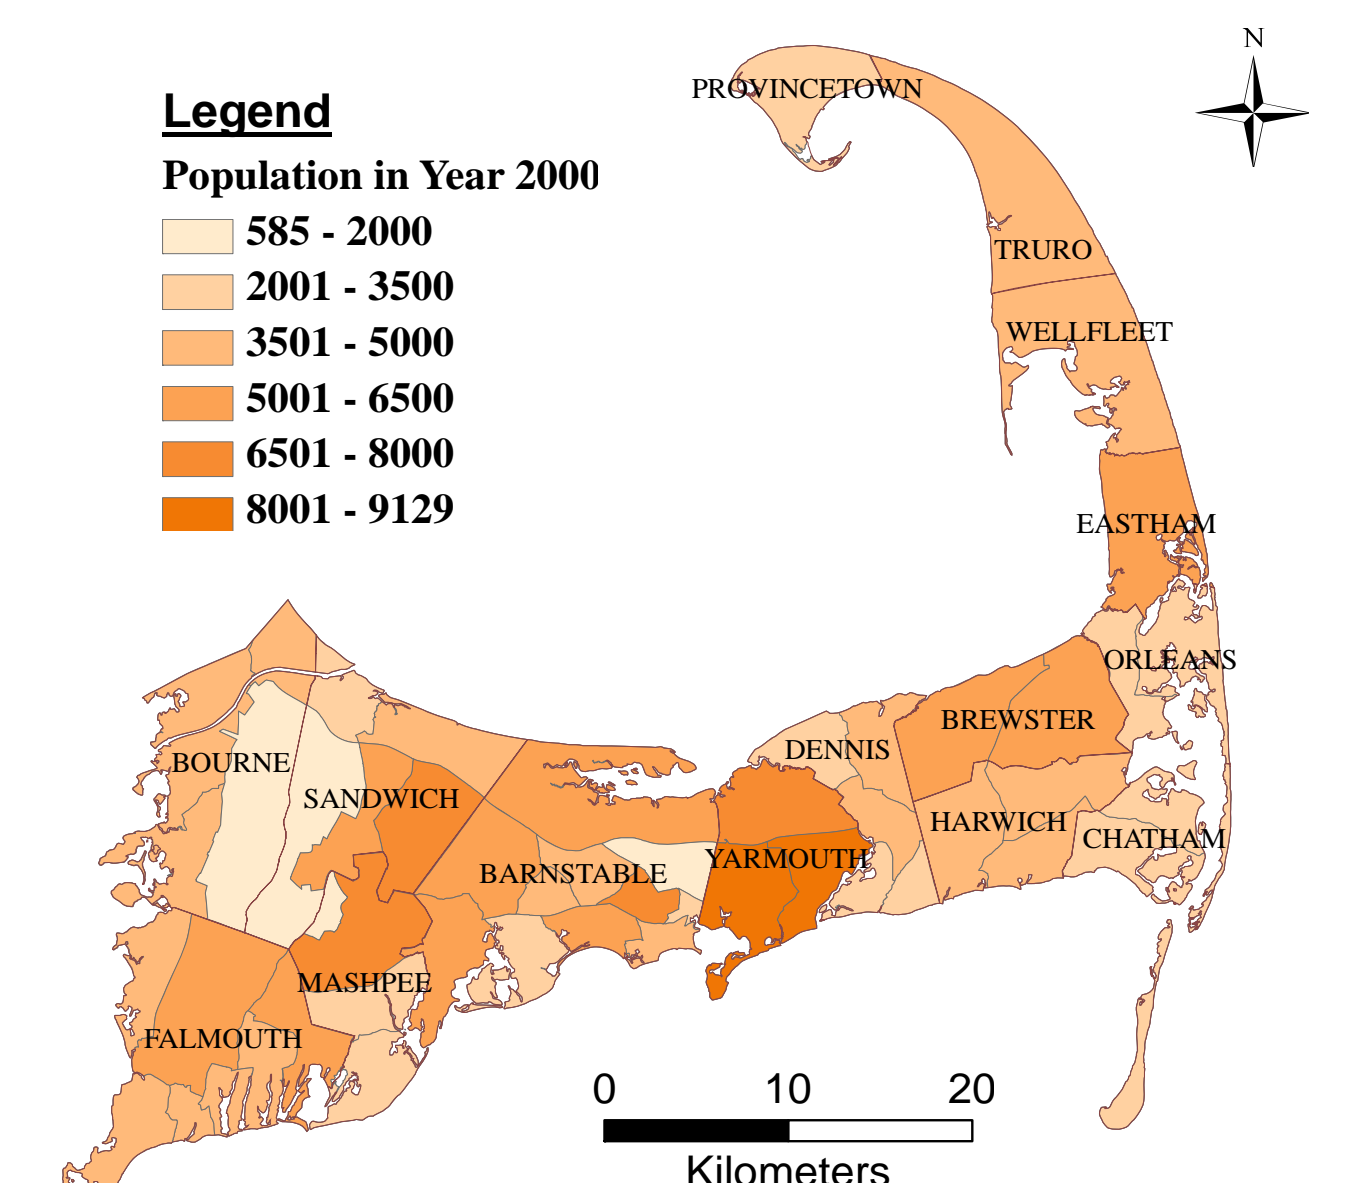 N
PROVINCETOWN
Legend
Population in Year 2000
585 - 2000
2001 - 3500
3501 - 5000
5001 - 6500
6501 - 8000
8001 - 9129
TRURO
WELLFLEET
EASTHAM
ORLEANS
BREWSTER
DENNIS
BOURNE
SANDWICH
HARWICH
CHATHAM
YARMOUTH
BARNSTABLE
MASHPEE
FALMOUTH
0 10 20
Kilometers